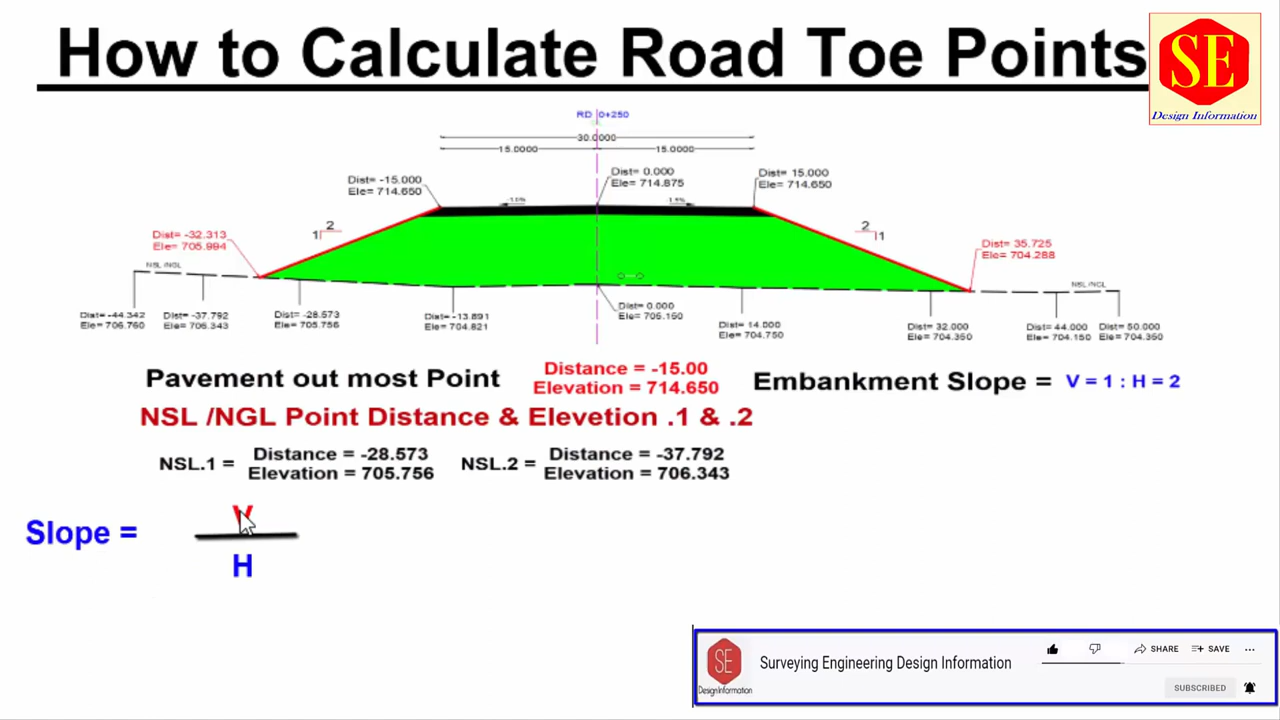 How to Calculate Road Toe Points
SE
Design Information
RD 0+250
30.0000
15.0000 15.0000
Dist= -15.000
Ele= 714.650
Dist= 0.000
Ele= 714.875
Dist= 15.000
Ele= 714.650
-1.5%
2
1
2
1
Dist= -32.313
Ele= 705.994
Dist= 35.725
Ele= 704.288
NSL /NGL
NSL /NGL
Dist= -44.342
Ele= 706.760
Dist= -37.792
Ele= 706.343
Dist= -28.573
Ele= 705.756
Dist= -13.891
Ele= 704.821
Dist= 0.000
Ele= 705.150
Dist= 14.000
Ele= 704.750
Dist= 32.000
Ele= 704.350
Dist= 44.000
Ele= 704.150
Dist= 50.000
Ele= 704.350
Pavement out most Point
Distance = -15.00
Elevation = 714.650
Embankment Slope = V = 1 : H = 2
NSL /NGL Point Distance & Elevetion .1 & .2
NSL.1 =
Distance = -28.573
Elevation = 705.756
NSL.2 =
Distance = -37.792
Elevation = 706.343
Slope =
V
H
SE
Design Information
Surveying Engineering Design Information
SHARE
SAVE
SUBSCRIBED